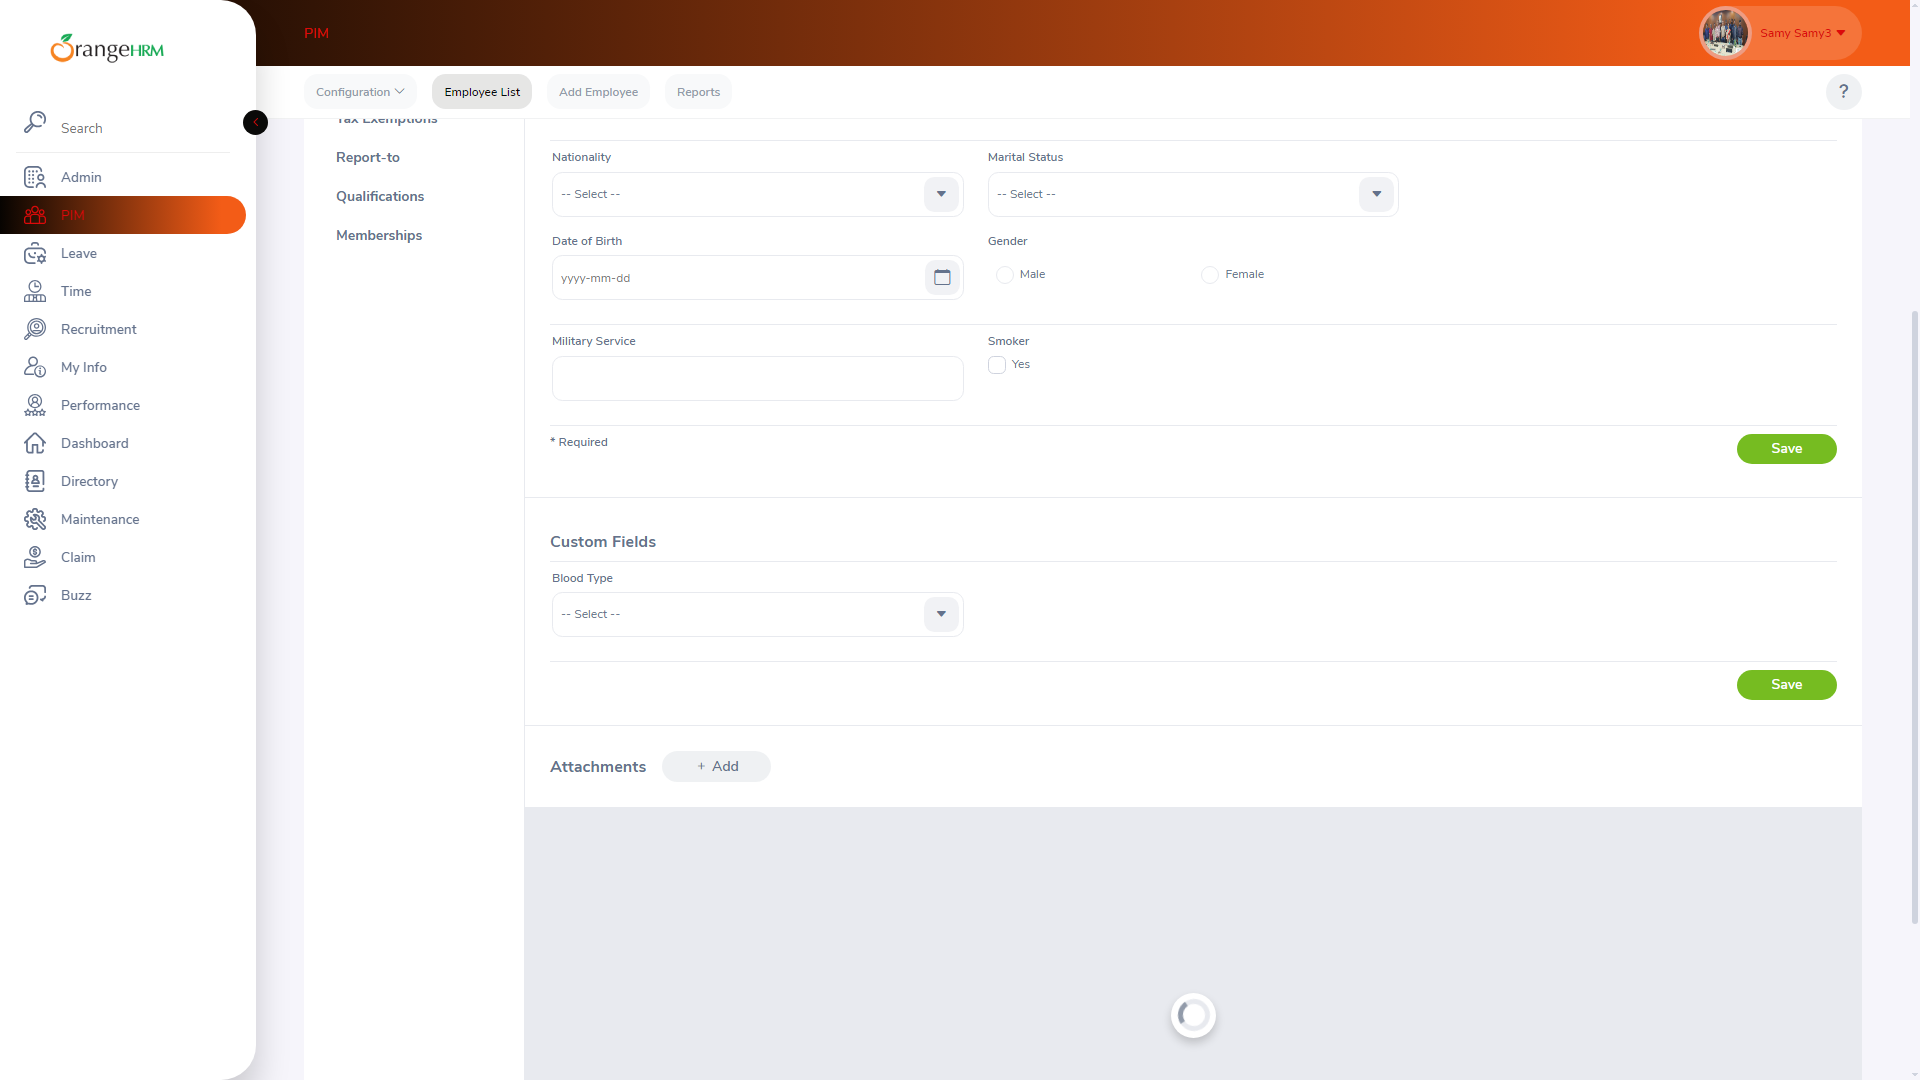 OrangeHRM
PIM
Samy Samy3
Configuration
Employee List
Add Employee
Reports
?
Search
Admin
PIM
Leave
Time
Recruitment
My Info
Performance
Dashboard
Directory
Maintenance
Claim
Buzz
Tax Exemptions
Report-to
Qualifications
Memberships
Nationality
Marital Status
-- Select --
-- Select --
Date of Birth
Gender
yyyy-mm-dd
Male
Female
Military Service
Smoker
Yes
* Required
Save
Custom Fields
Blood Type
-- Select --
Save
Attachments
+ Add